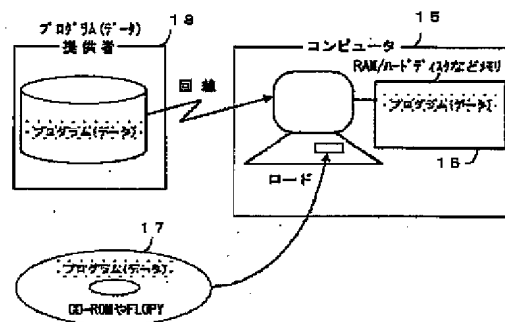 プログラム(データ)
提供者
18
プログラム(データ)
回線
コンピュータ
15
RAM/ハードディスクなどメモリ
プログラム(データ)
16
ロード
17
プログラム(データ)
CD-ROMやFLOPY